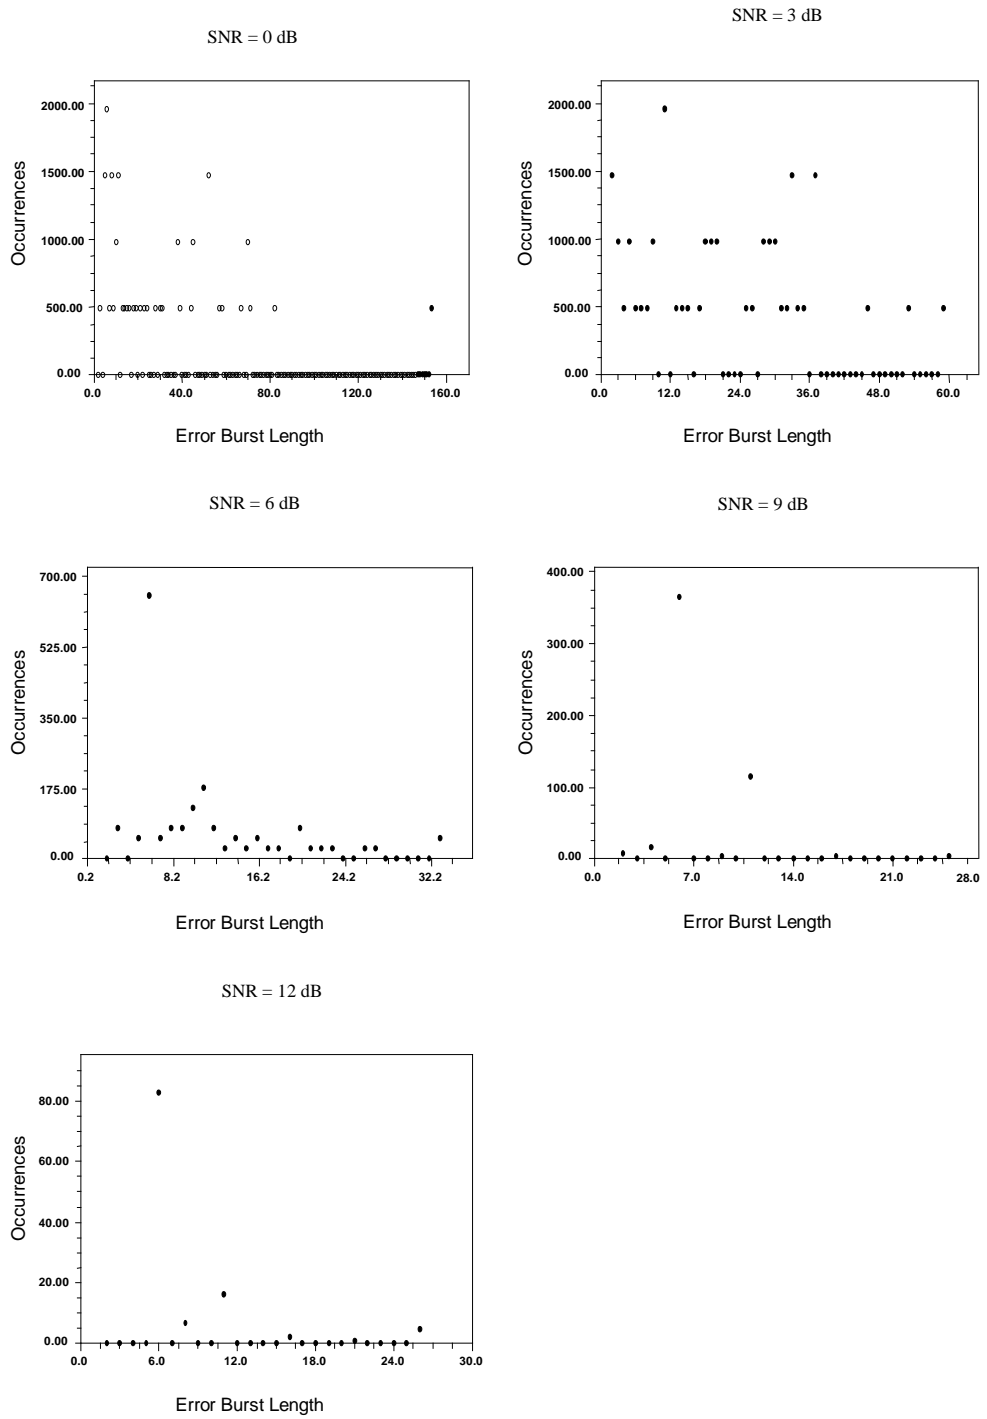 SNR = 0 dB
2000.00
1500.00
1000.00
500.00
0.00
0.0 40.0 80.0 120.0 160.0
Occurrences
Error Burst Length
SNR = 3 dB
2000.00
1500.00
1000.00
500.00
0.00
0.0 12.0 24.0 36.0 48.0 60.0
Occurrences
Error Burst Length
SNR = 6 dB
700.00
525.00
350.00
175.00
0.00
0.2 8.2 16.2 24.2 32.2
Occurrences
Error Burst Length
SNR = 9 dB
400.00
300.00
200.00
100.00
0.00
0.0 7.0 14.0 21.0 28.0
Occurrences
Error Burst Length
SNR = 12 dB
80.00
60.00
40.00
20.00
0.00
0.0 6.0 12.0 18.0 24.0 30.0
Occurrences
Error Burst Length